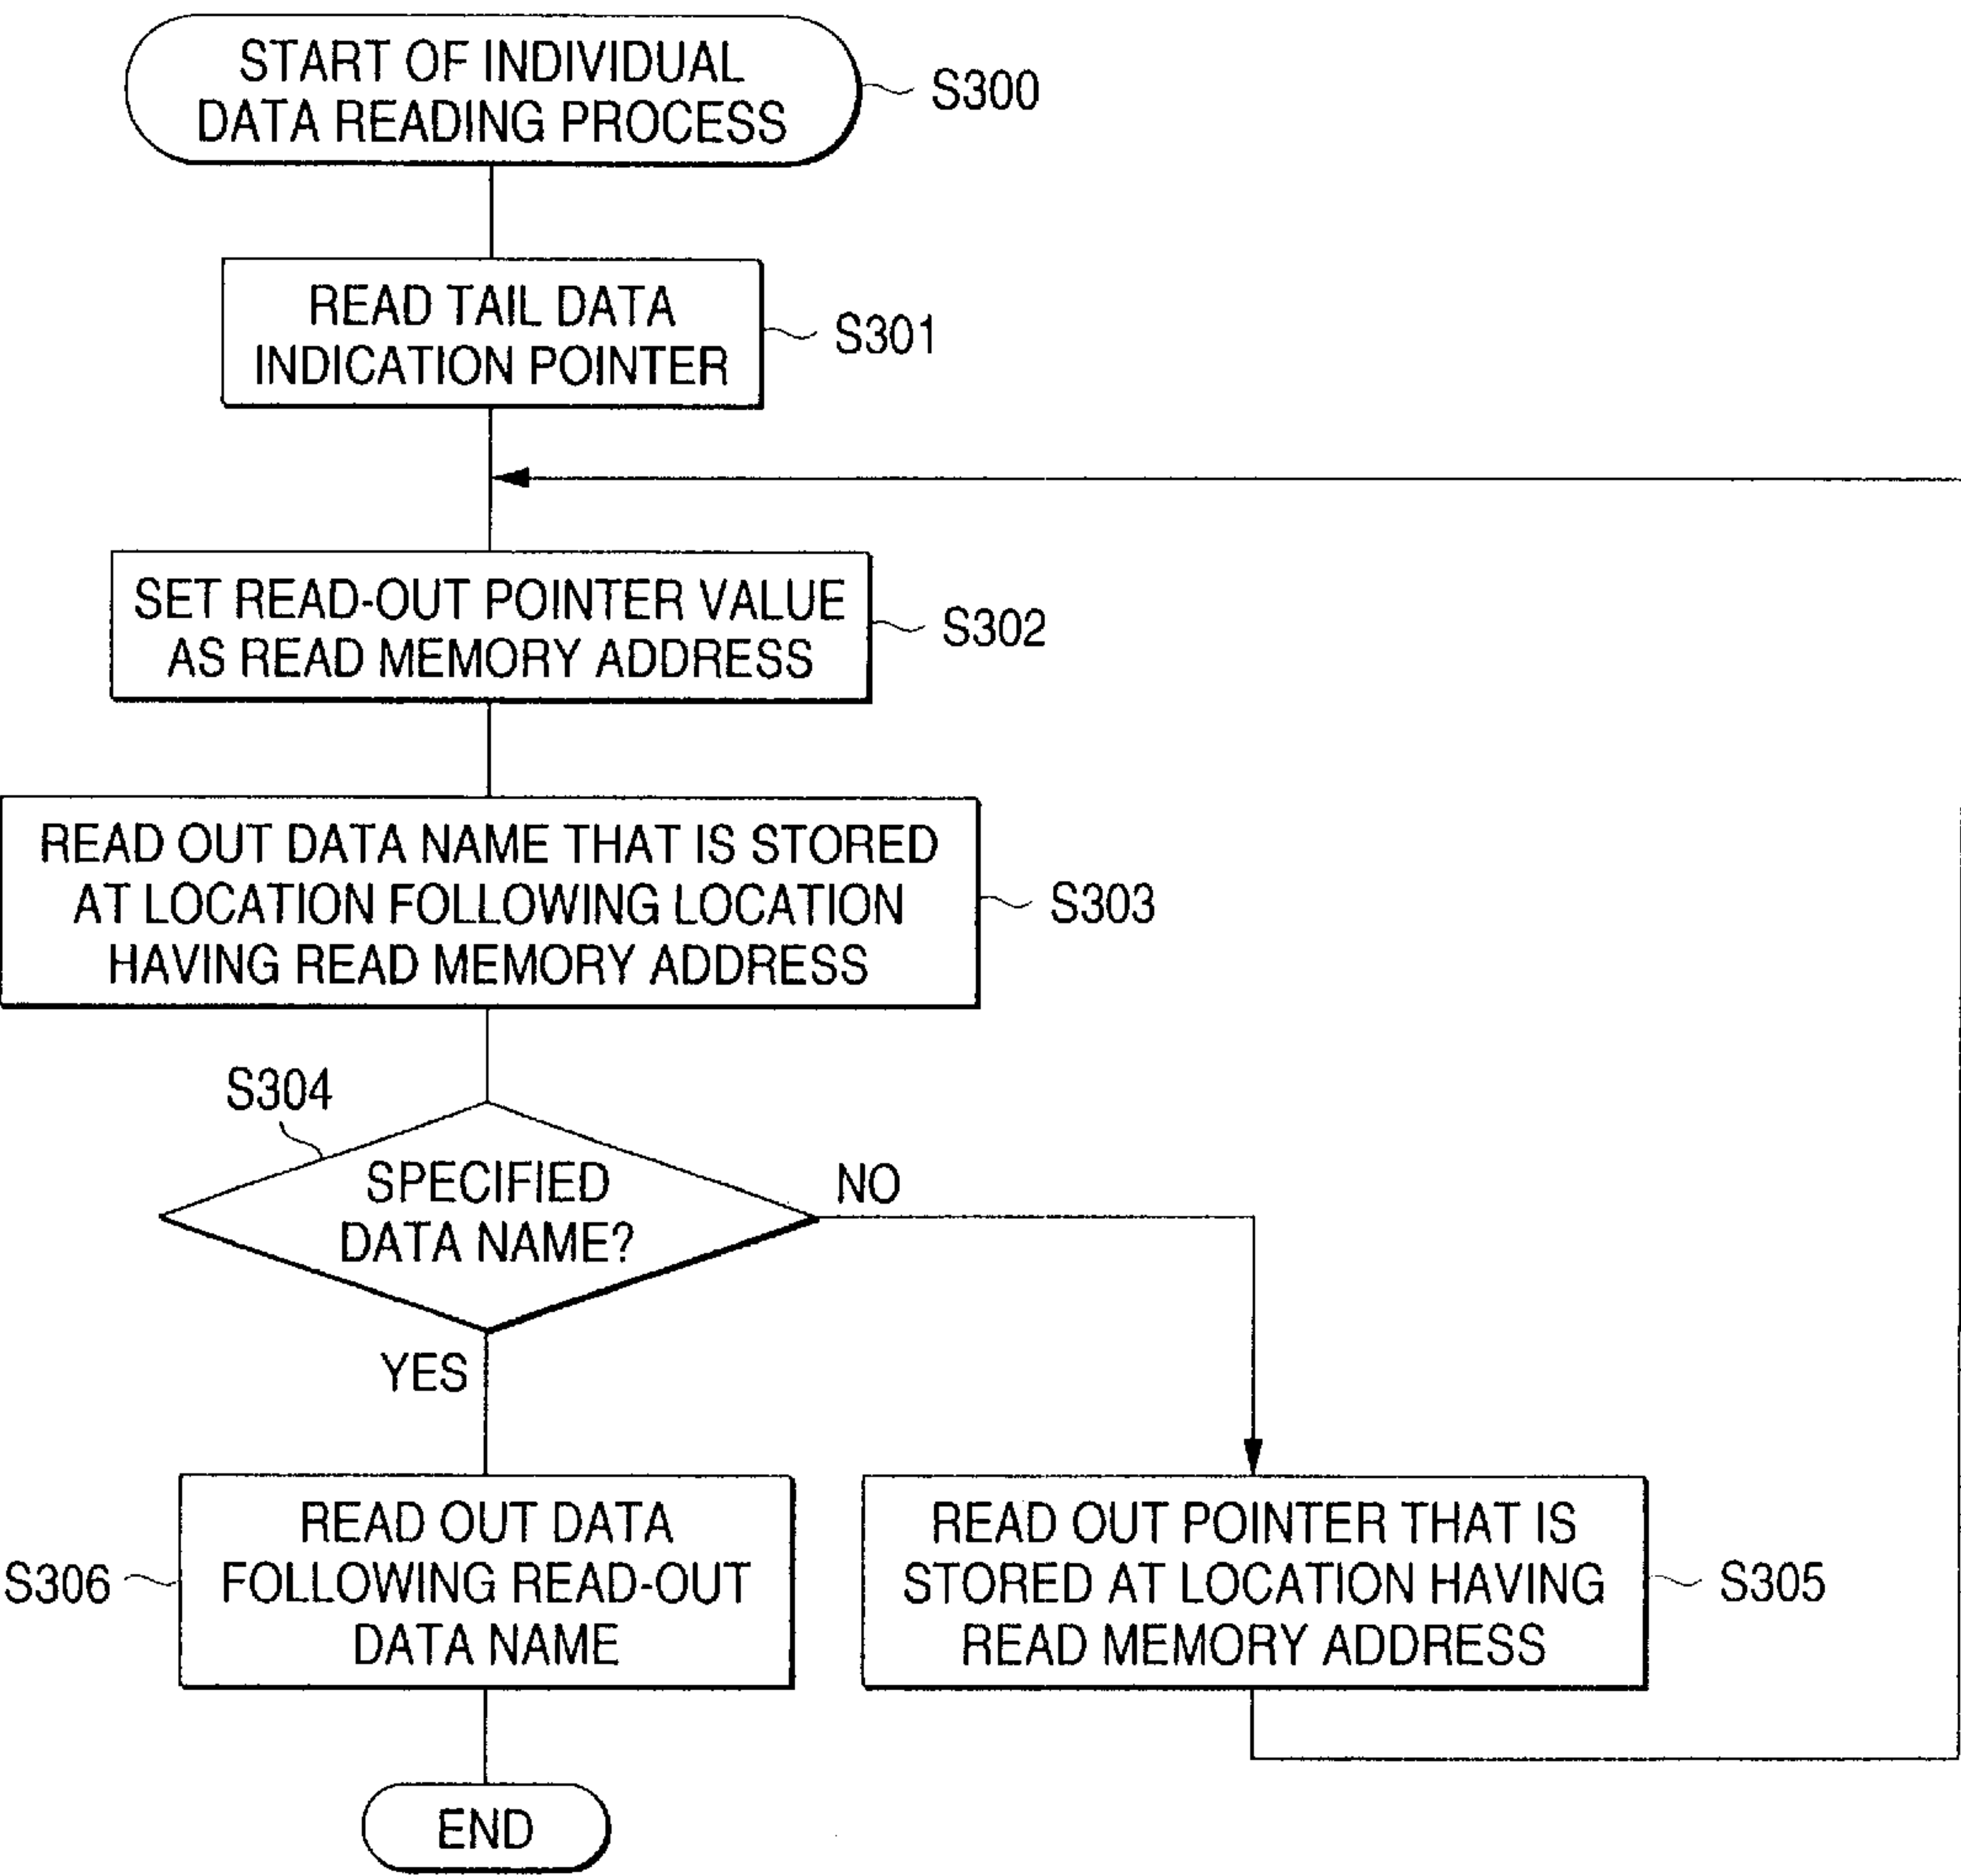 START OF INDIVIDUAL
DATA READING PROCESS
S300
READ TAIL DATA
INDICATION POINTER
S301
SET READ-OUT POINTER VALUE
AS READ MEMORY ADDRESS
S302
READ OUT DATA NAME THAT IS STORED
AT LOCATION FOLLOWING LOCATION
HAVING READ MEMORY ADDRESS
S303
S304
SPECIFIED
DATA NAME?
NO
YES
READ OUT DATA
FOLLOWING READ-OUT
DATA NAME
S306
READ OUT POINTER THAT IS
STORED AT LOCATION HAVING
READ MEMORY ADDRESS
S305
END